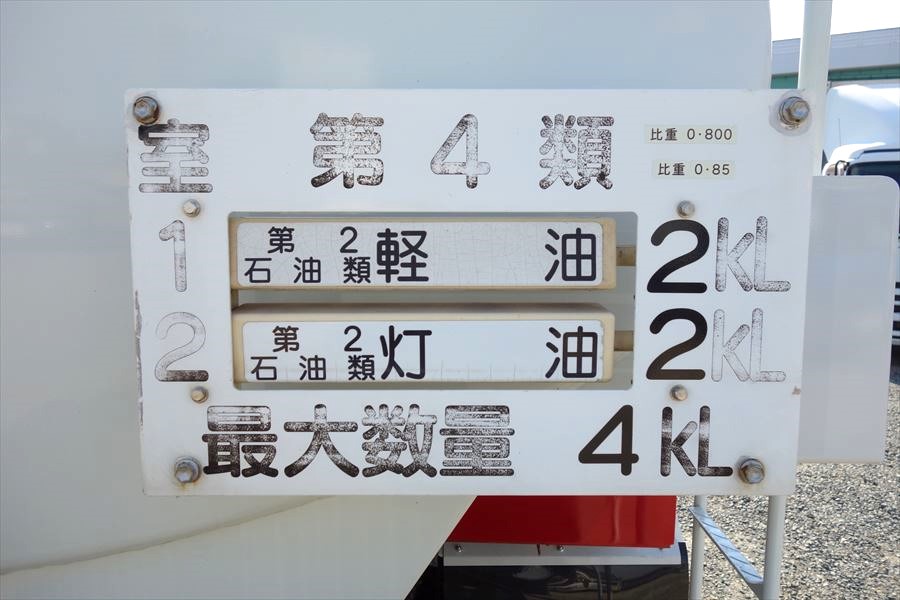 室 第4類 比重 0・800
比重 0・85
1 第2石油類 軽油 2kL
2 第2石油類 灯油 2kL
最大数量 4kL